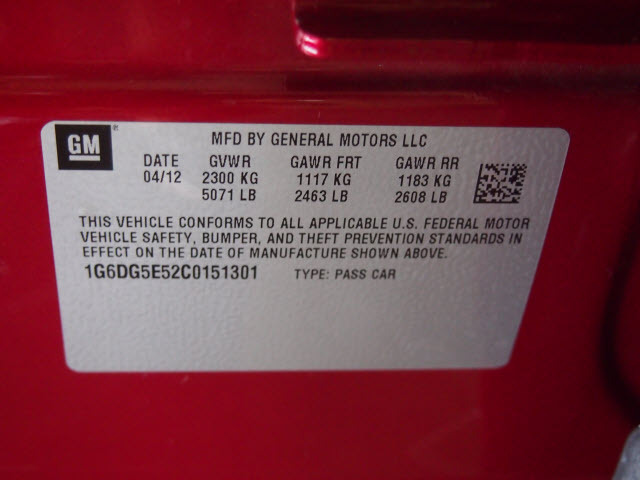 GM®
MFD BY GENERAL MOTORS LLC
DATE GVWR GAWR FRT GAWR RR
04/12 2300 KG 1117 KG 1183 KG
5071 LB 2463 LB 2608 LB
THIS VEHICLE CONFORMS TO ALL APPLICABLE U.S. FEDERAL MOTOR
VEHICLE SAFETY, BUMPER, AND THEFT PREVENTION STANDARDS IN
EFFECT ON THE DATE OF MANUFACTURE SHOWN ABOVE.
1G6DG5E52C0151301 TYPE: PASS CAR